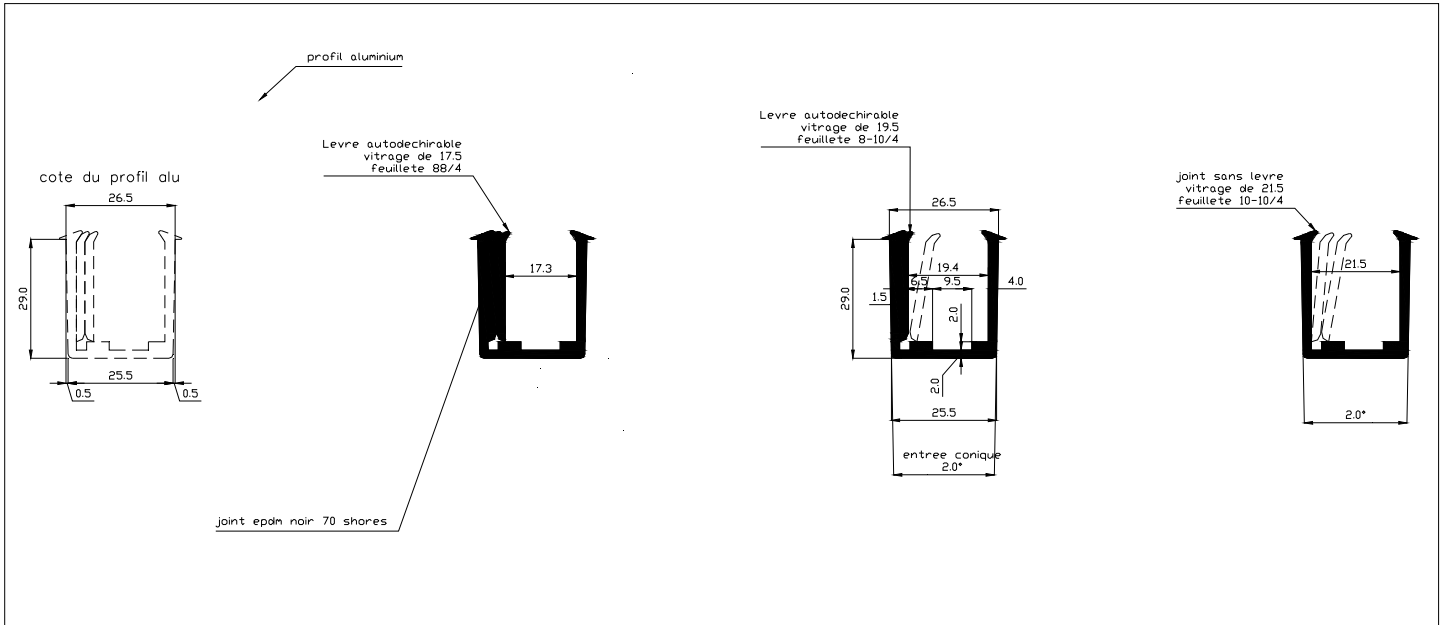 profil aluminium
Levre autodechirable
vitrage de 17.5
feuillete 88/4
Levre autodechirable
vitrage de 19.5
feuillete 8-10/4
joint sans levre
vitrage de 21.5
feuillete 10-10/4
cote du profil alu
26.5
29.0
25.5
0.5
0.5
17.3
joint epdm noir 70 shores
26.5
19.4
6.5
9.5
4.0
1.5
29.0
2.0
2.0
25.5
entree conique
2.0°
21.5
2.0°